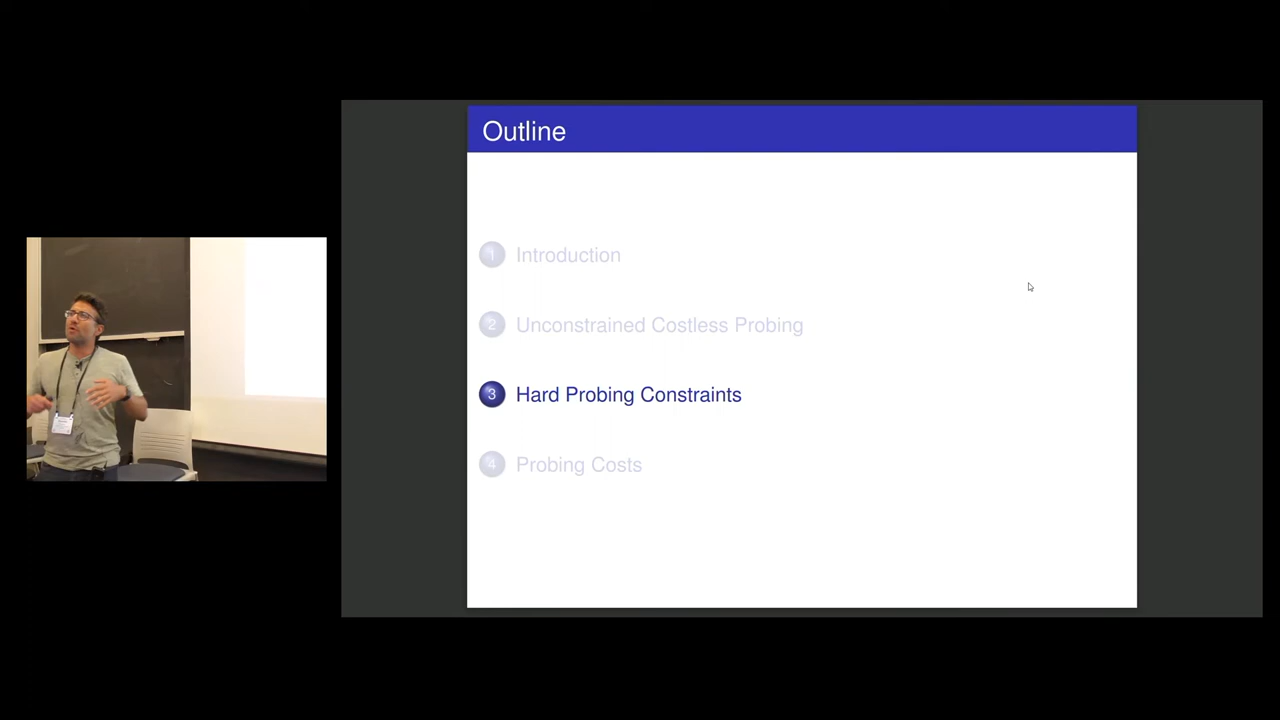 Outline
1 Introduction
2 Unconstrained Costless Probing
3 Hard Probing Constraints
4 Probing Costs